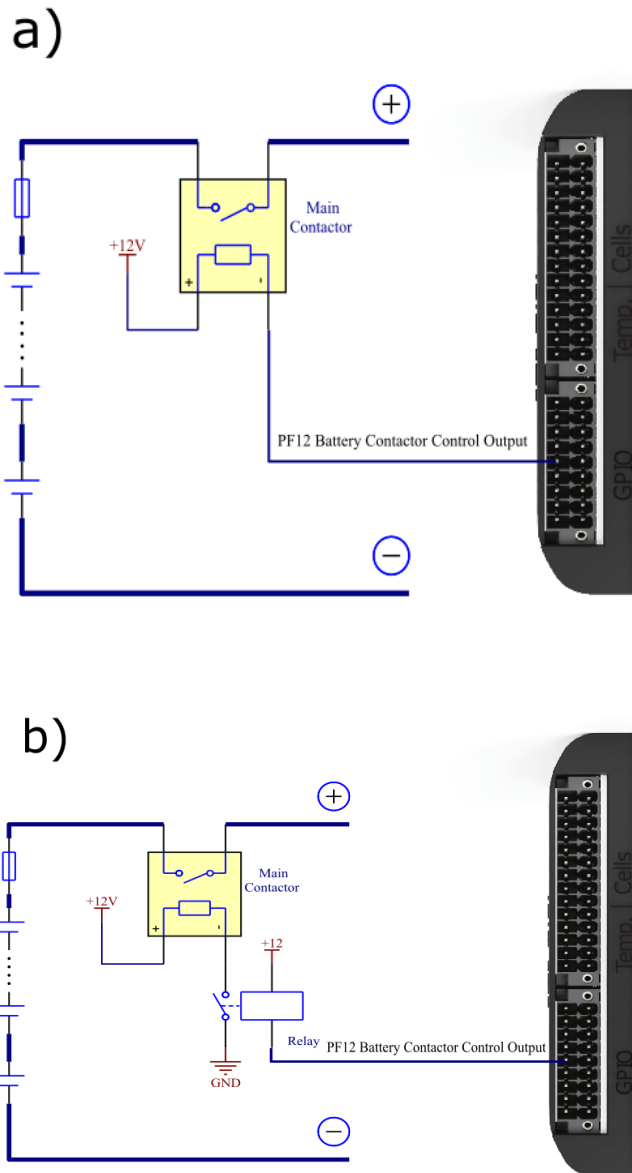 a)
+
Main
Contactor
+12V
+ -
Cells
Temp. |
PF12 Battery Contactor Control Output
GPIO
−
b)
+
Main
Contactor
+12V
+ -
+12
Cells
Temp. |
Relay
PF12 Battery Contactor Control Output
GND
GPIO
−